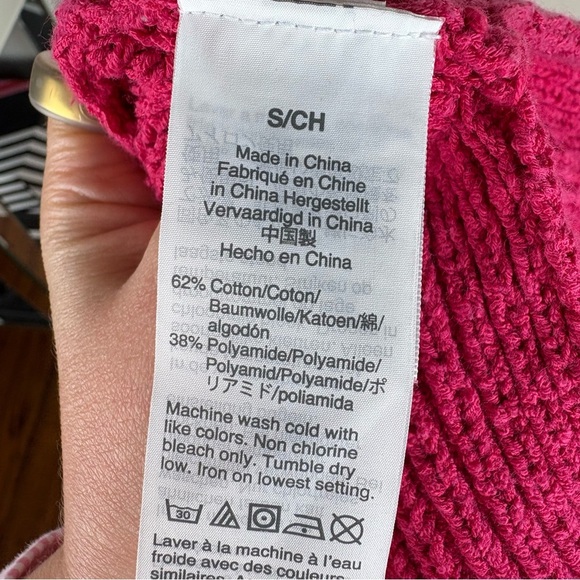 S/CH
Made in China
Fabriqué en Chine
in China Hergestellt
Vervaardigd in China
中国製
Hecho en China
62% Cotton/Coton/
Baumwolle/Katoen/綿/
algodón
38% Polyamide/Polyamide/
Polyamid/Polyamide/ポ
リアミド/poliamida
Machine wash cold with
like colors. Non chlorine
bleach only. Tumble dry
low. Iron on lowest setting.
30
Laver à la machine à l'eau
froide avec des couleurs
similaires.